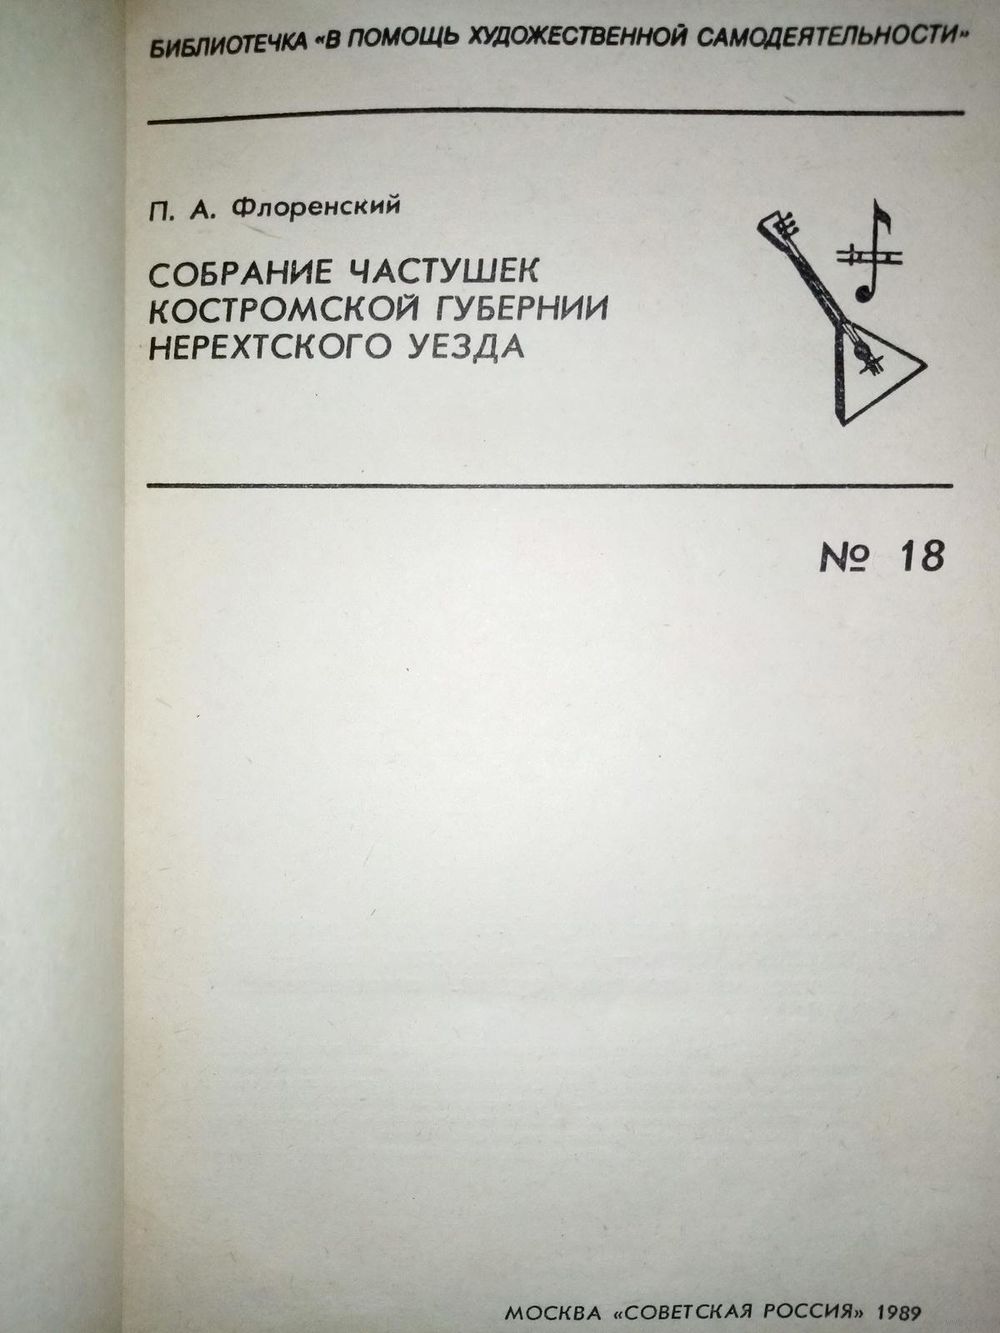 БИБЛИОТЕЧКА «В ПОМОЩЬ ХУДОЖЕСТВЕННОЙ САМОДЕЯТЕЛЬНОСТИ»
П. А. Флоренский
СОБРАНИЕ ЧАСТУШЕК
КОСТРОМСКОЙ ГУБЕРНИИ
НЕРЕХТСКОГО УЕЗДА
№ 18
МОСКВА «СОВЕТСКАЯ РОССИЯ» 1989